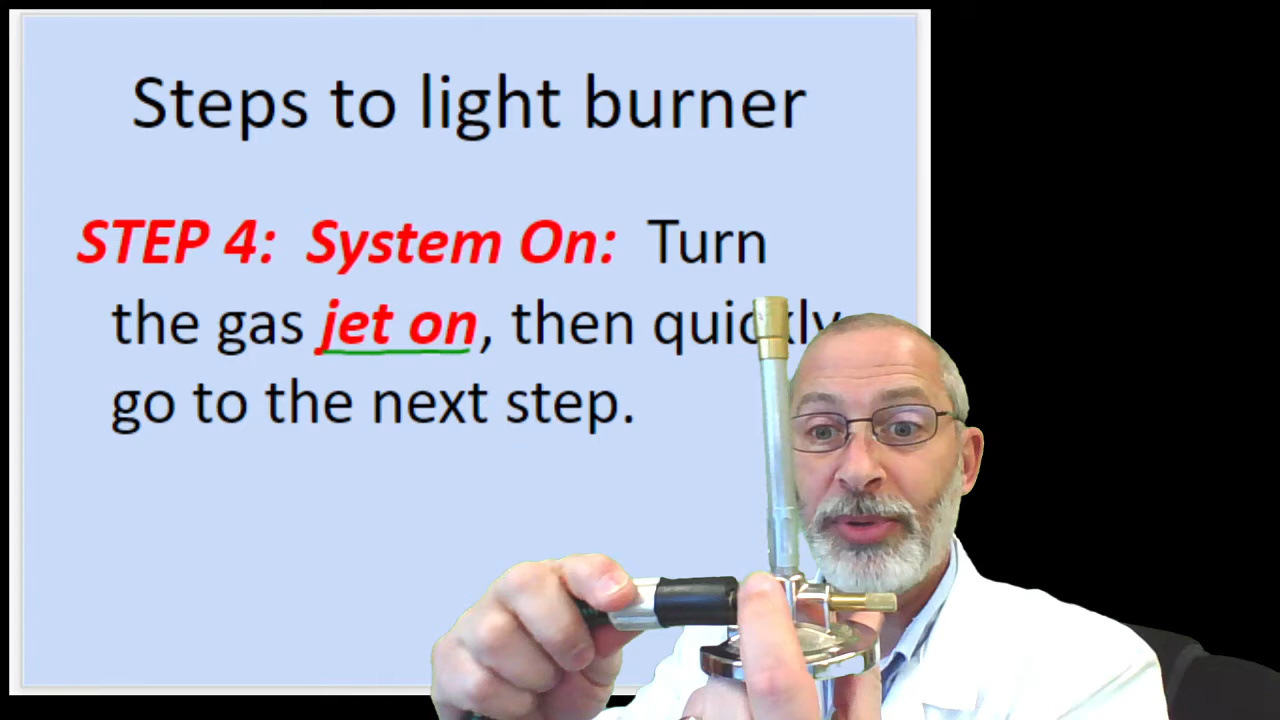 Steps to light burner
STEP 4: System On: Turn
the gas jet on, then quickly
go to the next step.